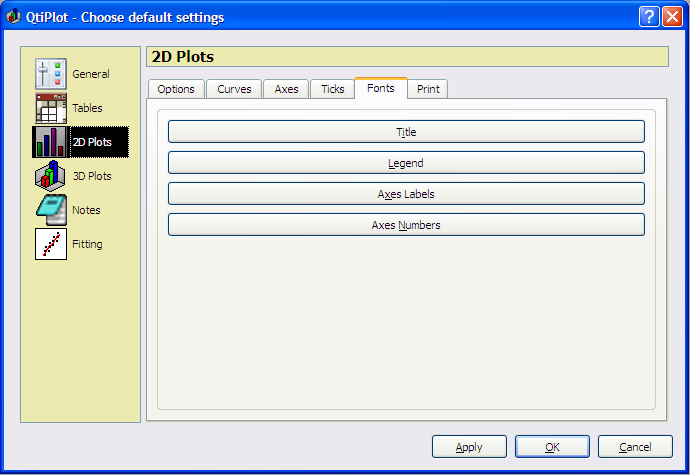 QtiPlot - Choose default settings
General
Tables
2D Plots
3D Plots
Notes
Fitting
2D Plots
Options Curves Axes Ticks Fonts Print
Title
Legend
Axes Labels
Axes Numbers
Apply OK Cancel